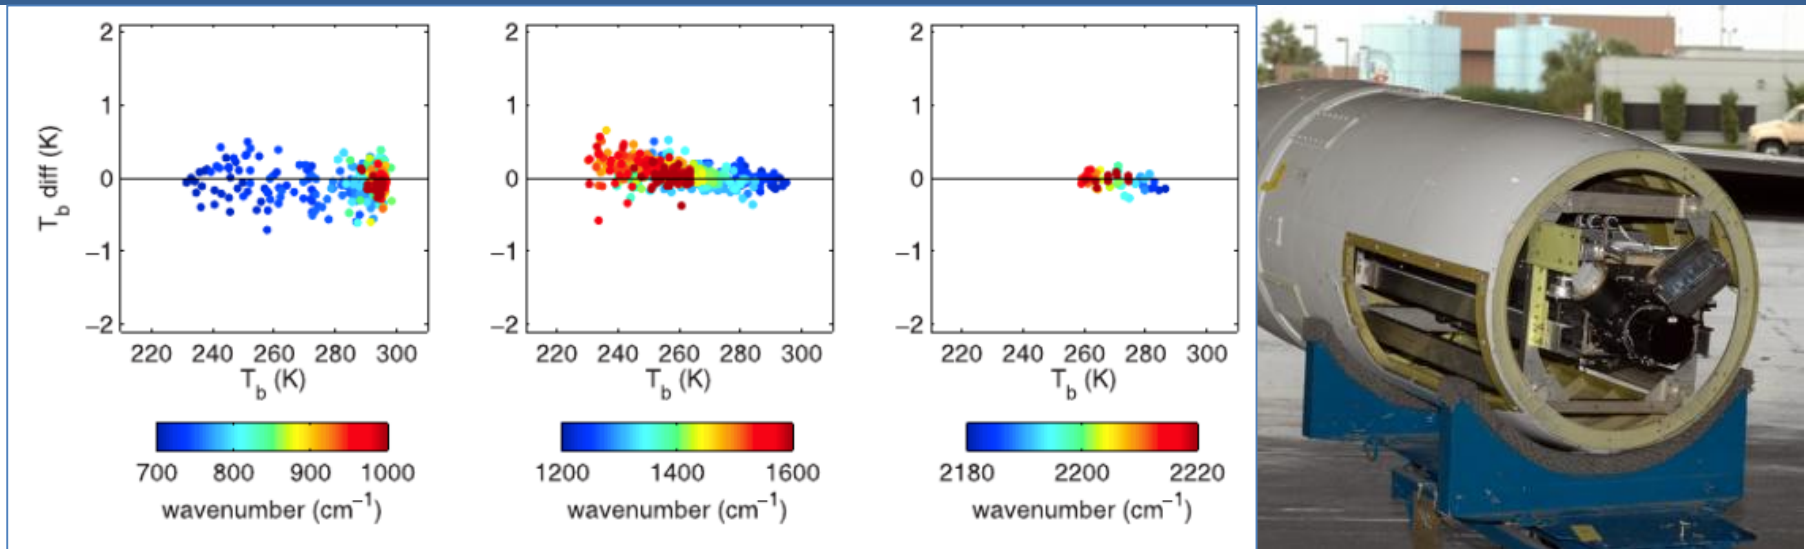 2
1
0
−1
−2
T_b diff (K)
220 240 260 280 300
T_b (K)
700 800 900 1000
wavenumber (cm⁻¹)
2
1
0
−1
−2
220 240 260 280 300
T_b (K)
1200 1400 1600
wavenumber (cm⁻¹)
2
1
0
−1
−2
220 240 260 280 300
T_b (K)
2180 2200 2220
wavenumber (cm⁻¹)